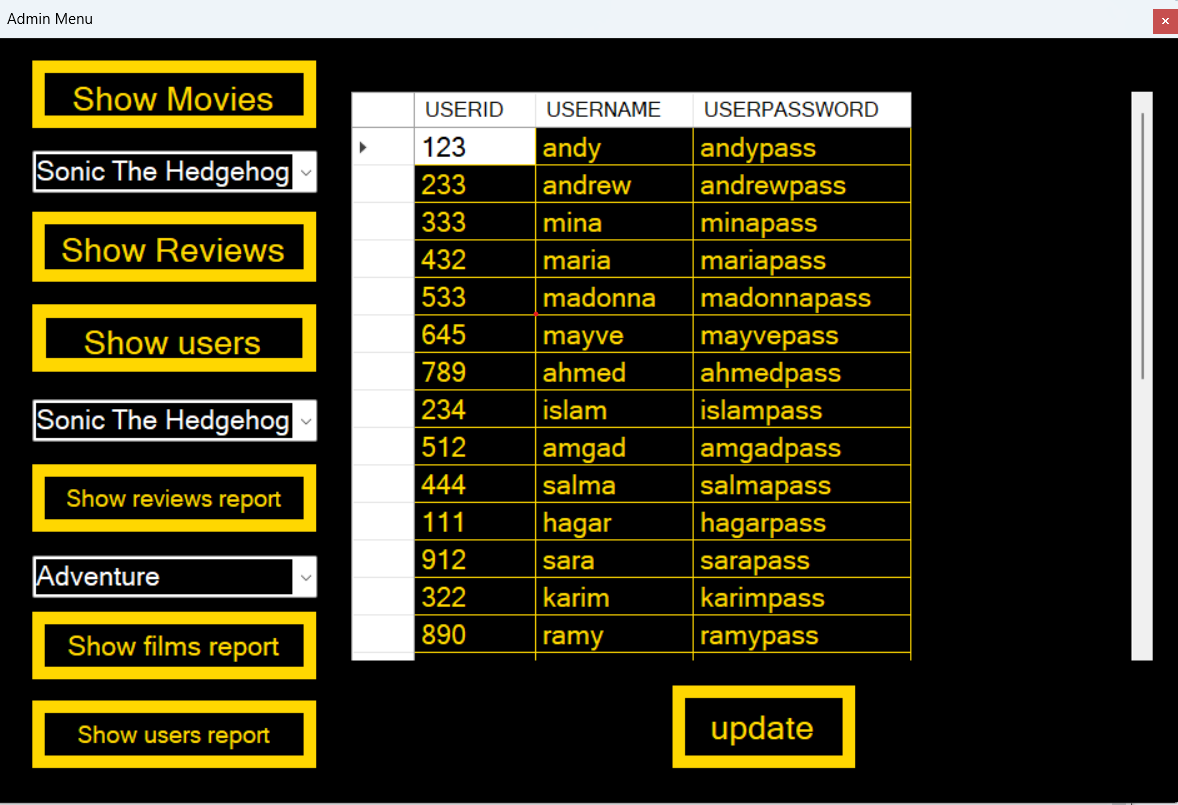 Admin Menu
Show Movies
Sonic The Hedgehog
Show Reviews
Show users
Sonic The Hedgehog
Show reviews report
Adventure
Show films report
Show users report
USERID USERNAME USERPASSWORD
123 andy andypass
233 andrew andrewpass
333 mina minapass
432 maria mariapass
533 madonna madonnapass
645 mayve mayvepass
789 ahmed ahmedpass
234 islam islampass
512 amgad amgadpass
444 salma salmapass
111 hagar hagarpass
912 sara sarapass
322 karim karimpass
890 ramy ramypass
update